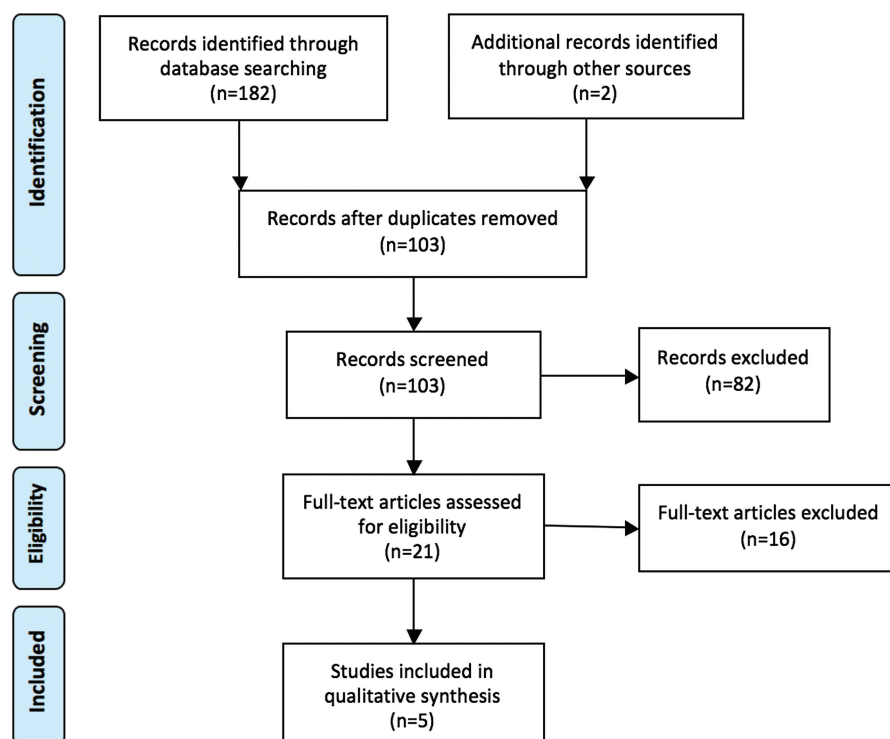 Identification
Records identified through
database searching
(n=182)
Additional records identified
through other sources
(n=2)
Records after duplicates removed
(n=103)
Screening
Records screened
(n=103)
Records excluded
(n=82)
Eligibility
Full-text articles assessed
for eligibility
(n=21)
Full-text articles excluded
(n=16)
Included
Studies included in
qualitative synthesis
(n=5)